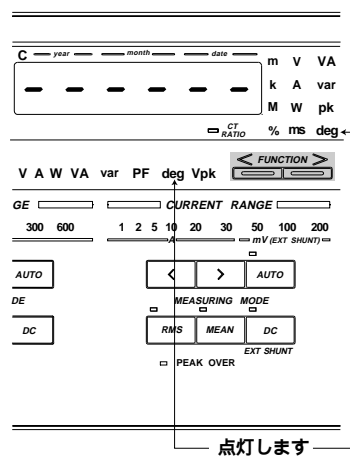 C year month date
m V VA
k A var
M W pk
CT RATIO % ms deg
V A W VA var PF deg Vpk < FUNCTION >
GE CURRENT RANGE
300 600 1 2 5 10 20 30 50 100 200
A mV (EXT SHUNT)
AUTO < > AUTO
DE MEASURING MODE
DC RMS MEAN DC
EXT SHUNT
PEAK OVER
点灯します